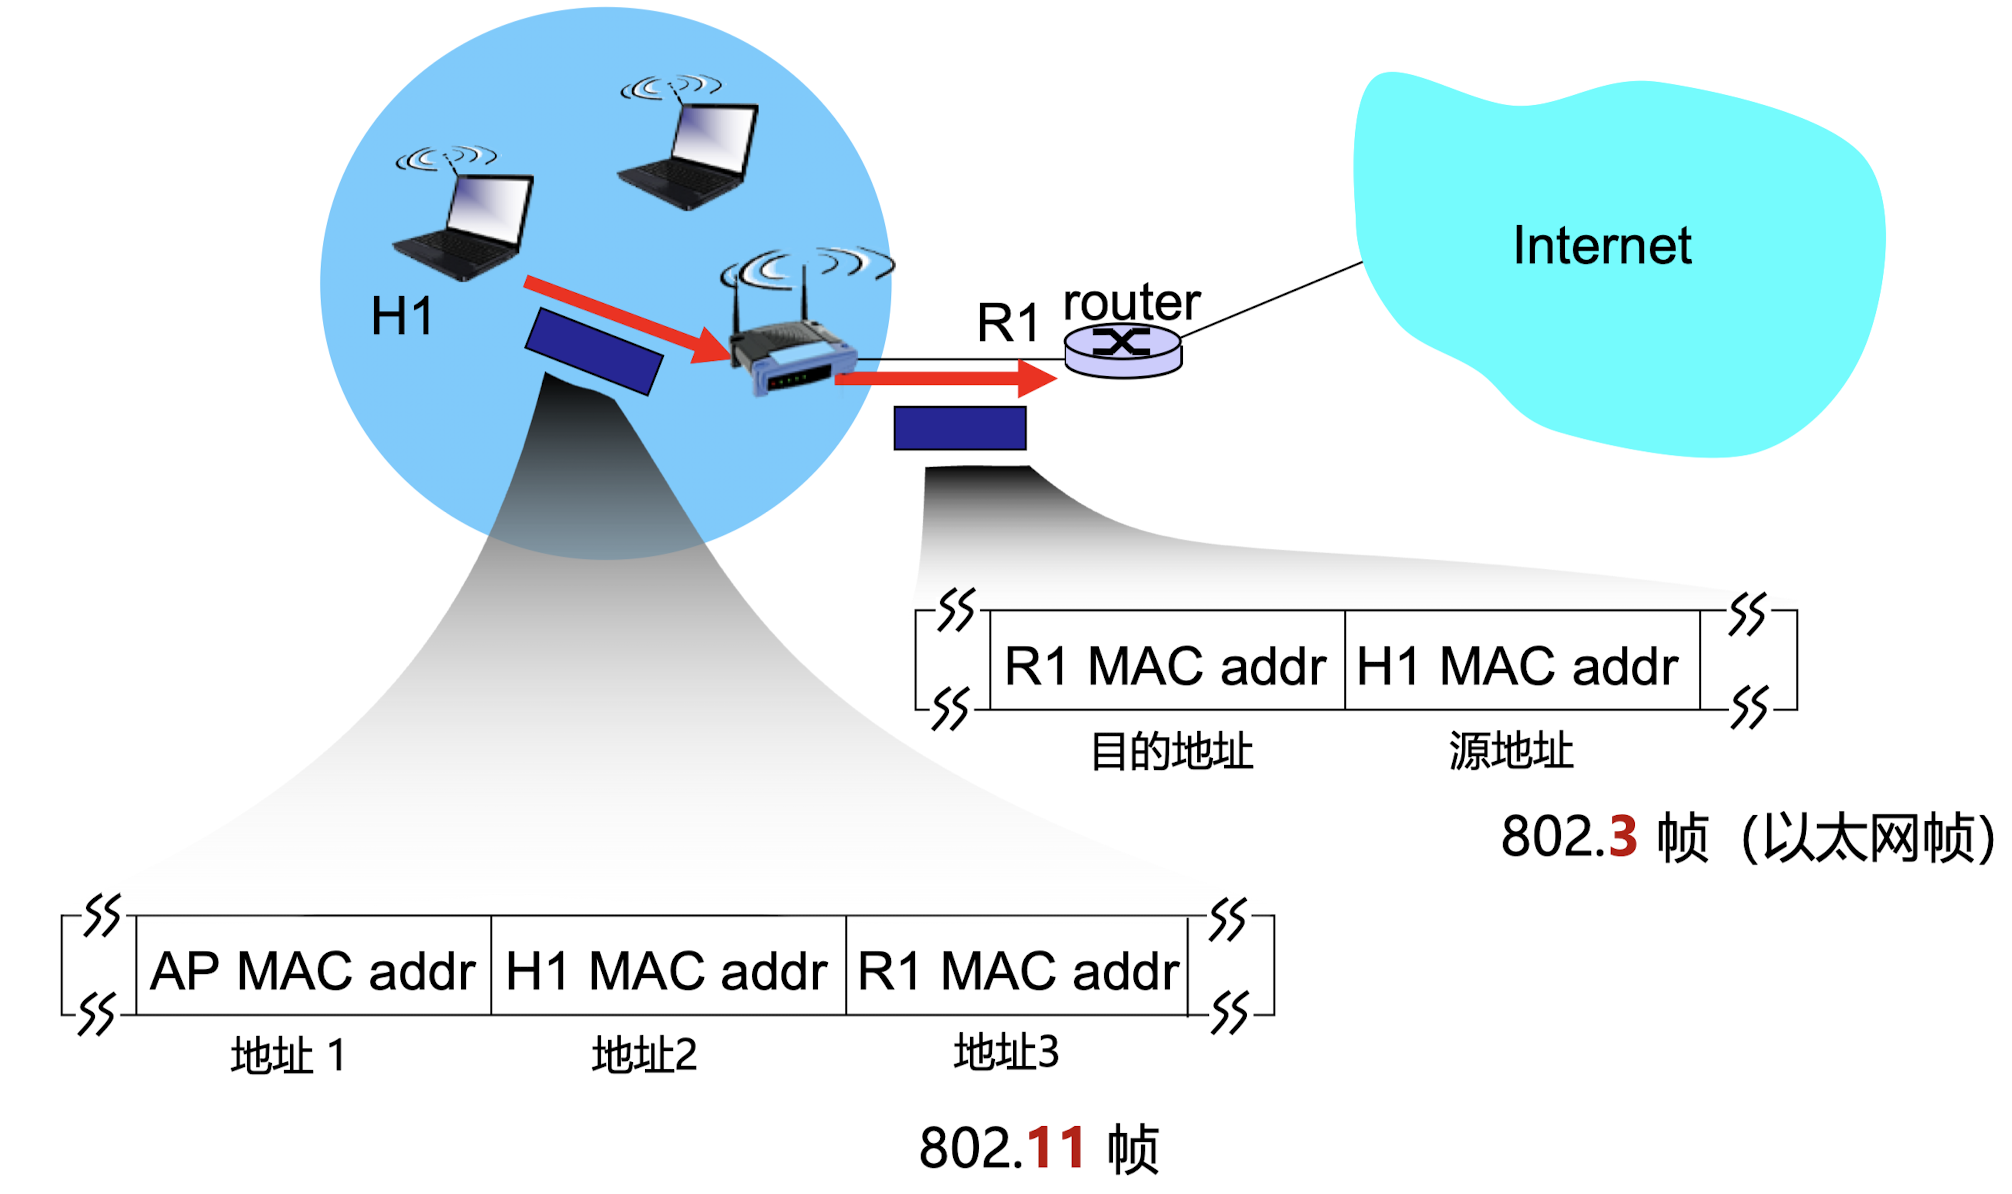 Internet
H1
R1
router
R1 MAC addr
H1 MAC addr
目的地址
源地址
802.3 帧（以太网帧）
AP MAC addr
H1 MAC addr
R1 MAC addr
地址 1
地址2
地址3
802.11 帧